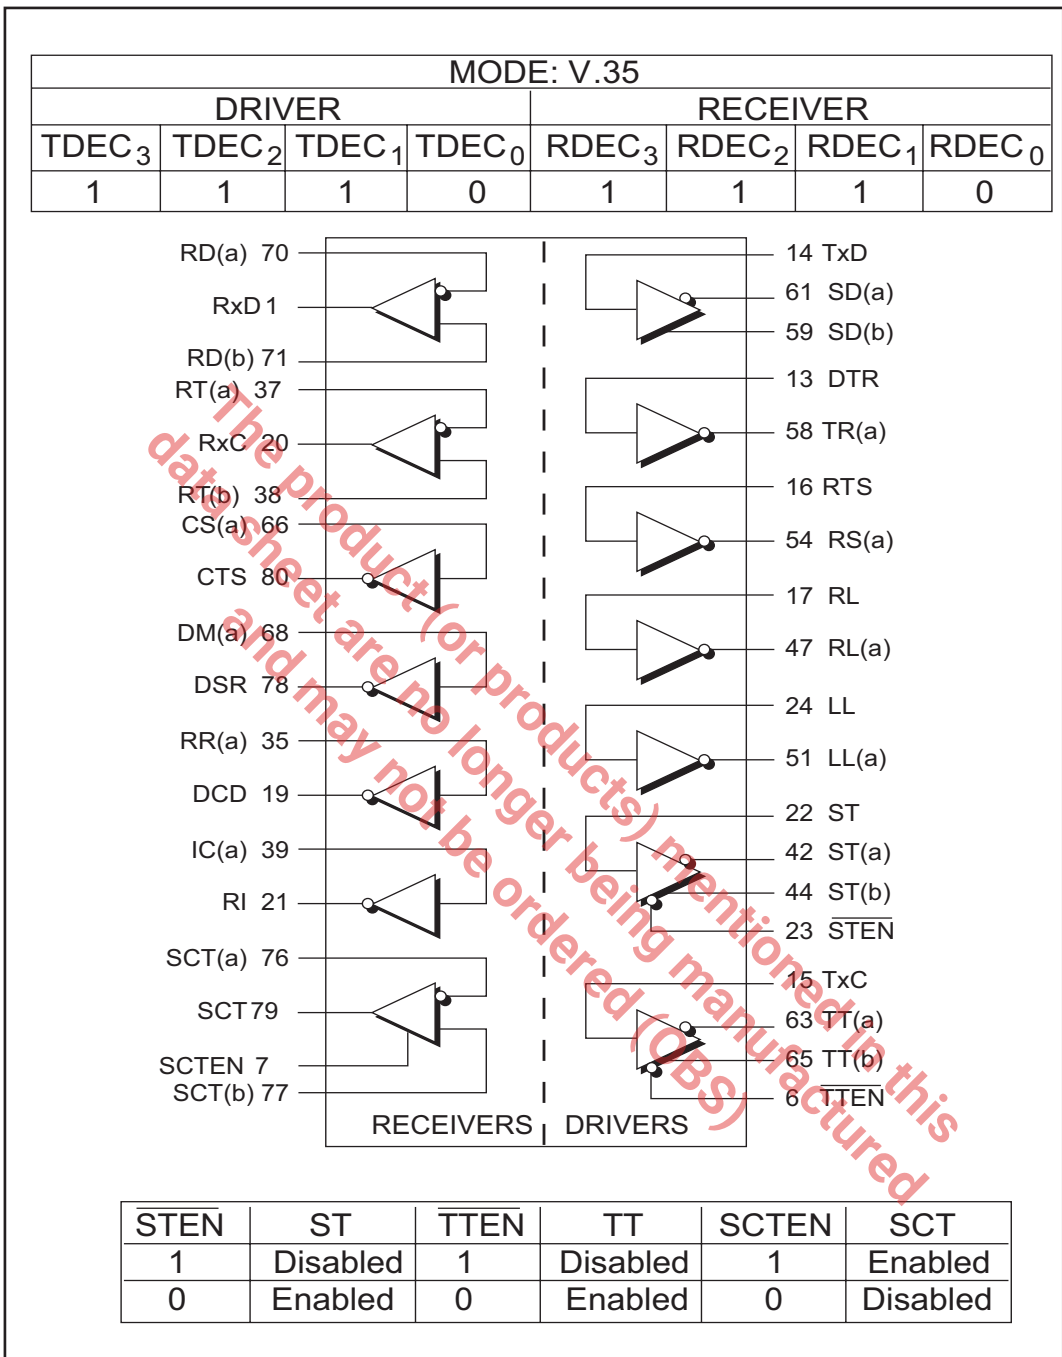 MODE: V.35
DRIVER RECEIVER
TDEC3 TDEC2 TDEC1 TDEC0 RDEC3 RDEC2 RDEC1 RDEC0
1 1 1 0 1 1 1 0
RD(a) 70
RxD 1
RD(b) 71
RT(a) 37
RxC 20
RT(b) 38
CS(a) 66
CTS 80
DM(a) 68
DSR 78
RR(a) 35
DCD 19
IC(a) 39
RI 21
SCT(a) 76
SCT 79
SCTEN 7
SCT(b) 77
14 TxD
61 SD(a)
59 SD(b)
13 DTR
58 TR(a)
16 RTS
54 RS(a)
17 RL
47 RL(a)
24 LL
51 LL(a)
22 ST
42 ST(a)
44 ST(b)
23 S̅T̅E̅N̅
15 TxC
63 TT(a)
65 TT(b)
6 T̅T̅E̅N̅
RECEIVERS DRIVERS
The product (or products) mentioned in this
data sheet are no longer being manufactured
and may not be ordered (OBS)
S̅T̅E̅N̅ ST T̅T̅E̅N̅ TT SCTEN SCT
1 Disabled 1 Disabled 1 Enabled
0 Enabled 0 Enabled 0 Disabled